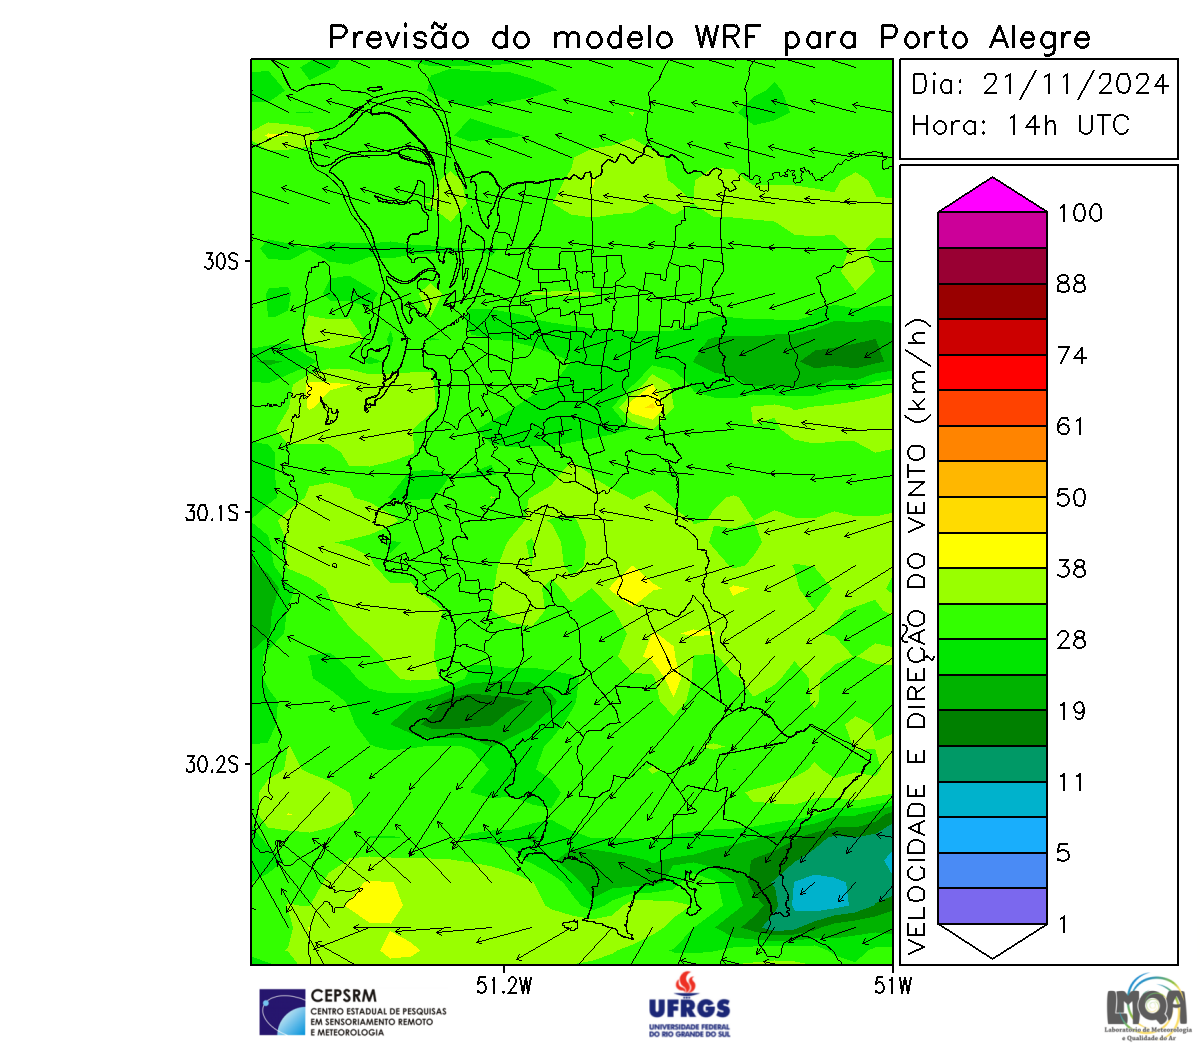 Previsão do modelo WRF para Porto Alegre
Dia: 21/11/2024
Hora: 14h UTC
100
88
74
61
50
38
28
19
11
5
1
VELOCIDADE E DIREÇÃO DO VENTO (km/h)
30S
30.1S
30.2S
51.2W
51W
CEPSRM
CENTRO ESTADUAL DE PESQUISAS
EM SENSORIAMENTO REMOTO
E METEOROLOGIA
UFRGS
UNIVERSIDADE FEDERAL
DO RIO GRANDE DO SUL
LMQA
Laboratório de Meteorologia
e Qualidade do Ar